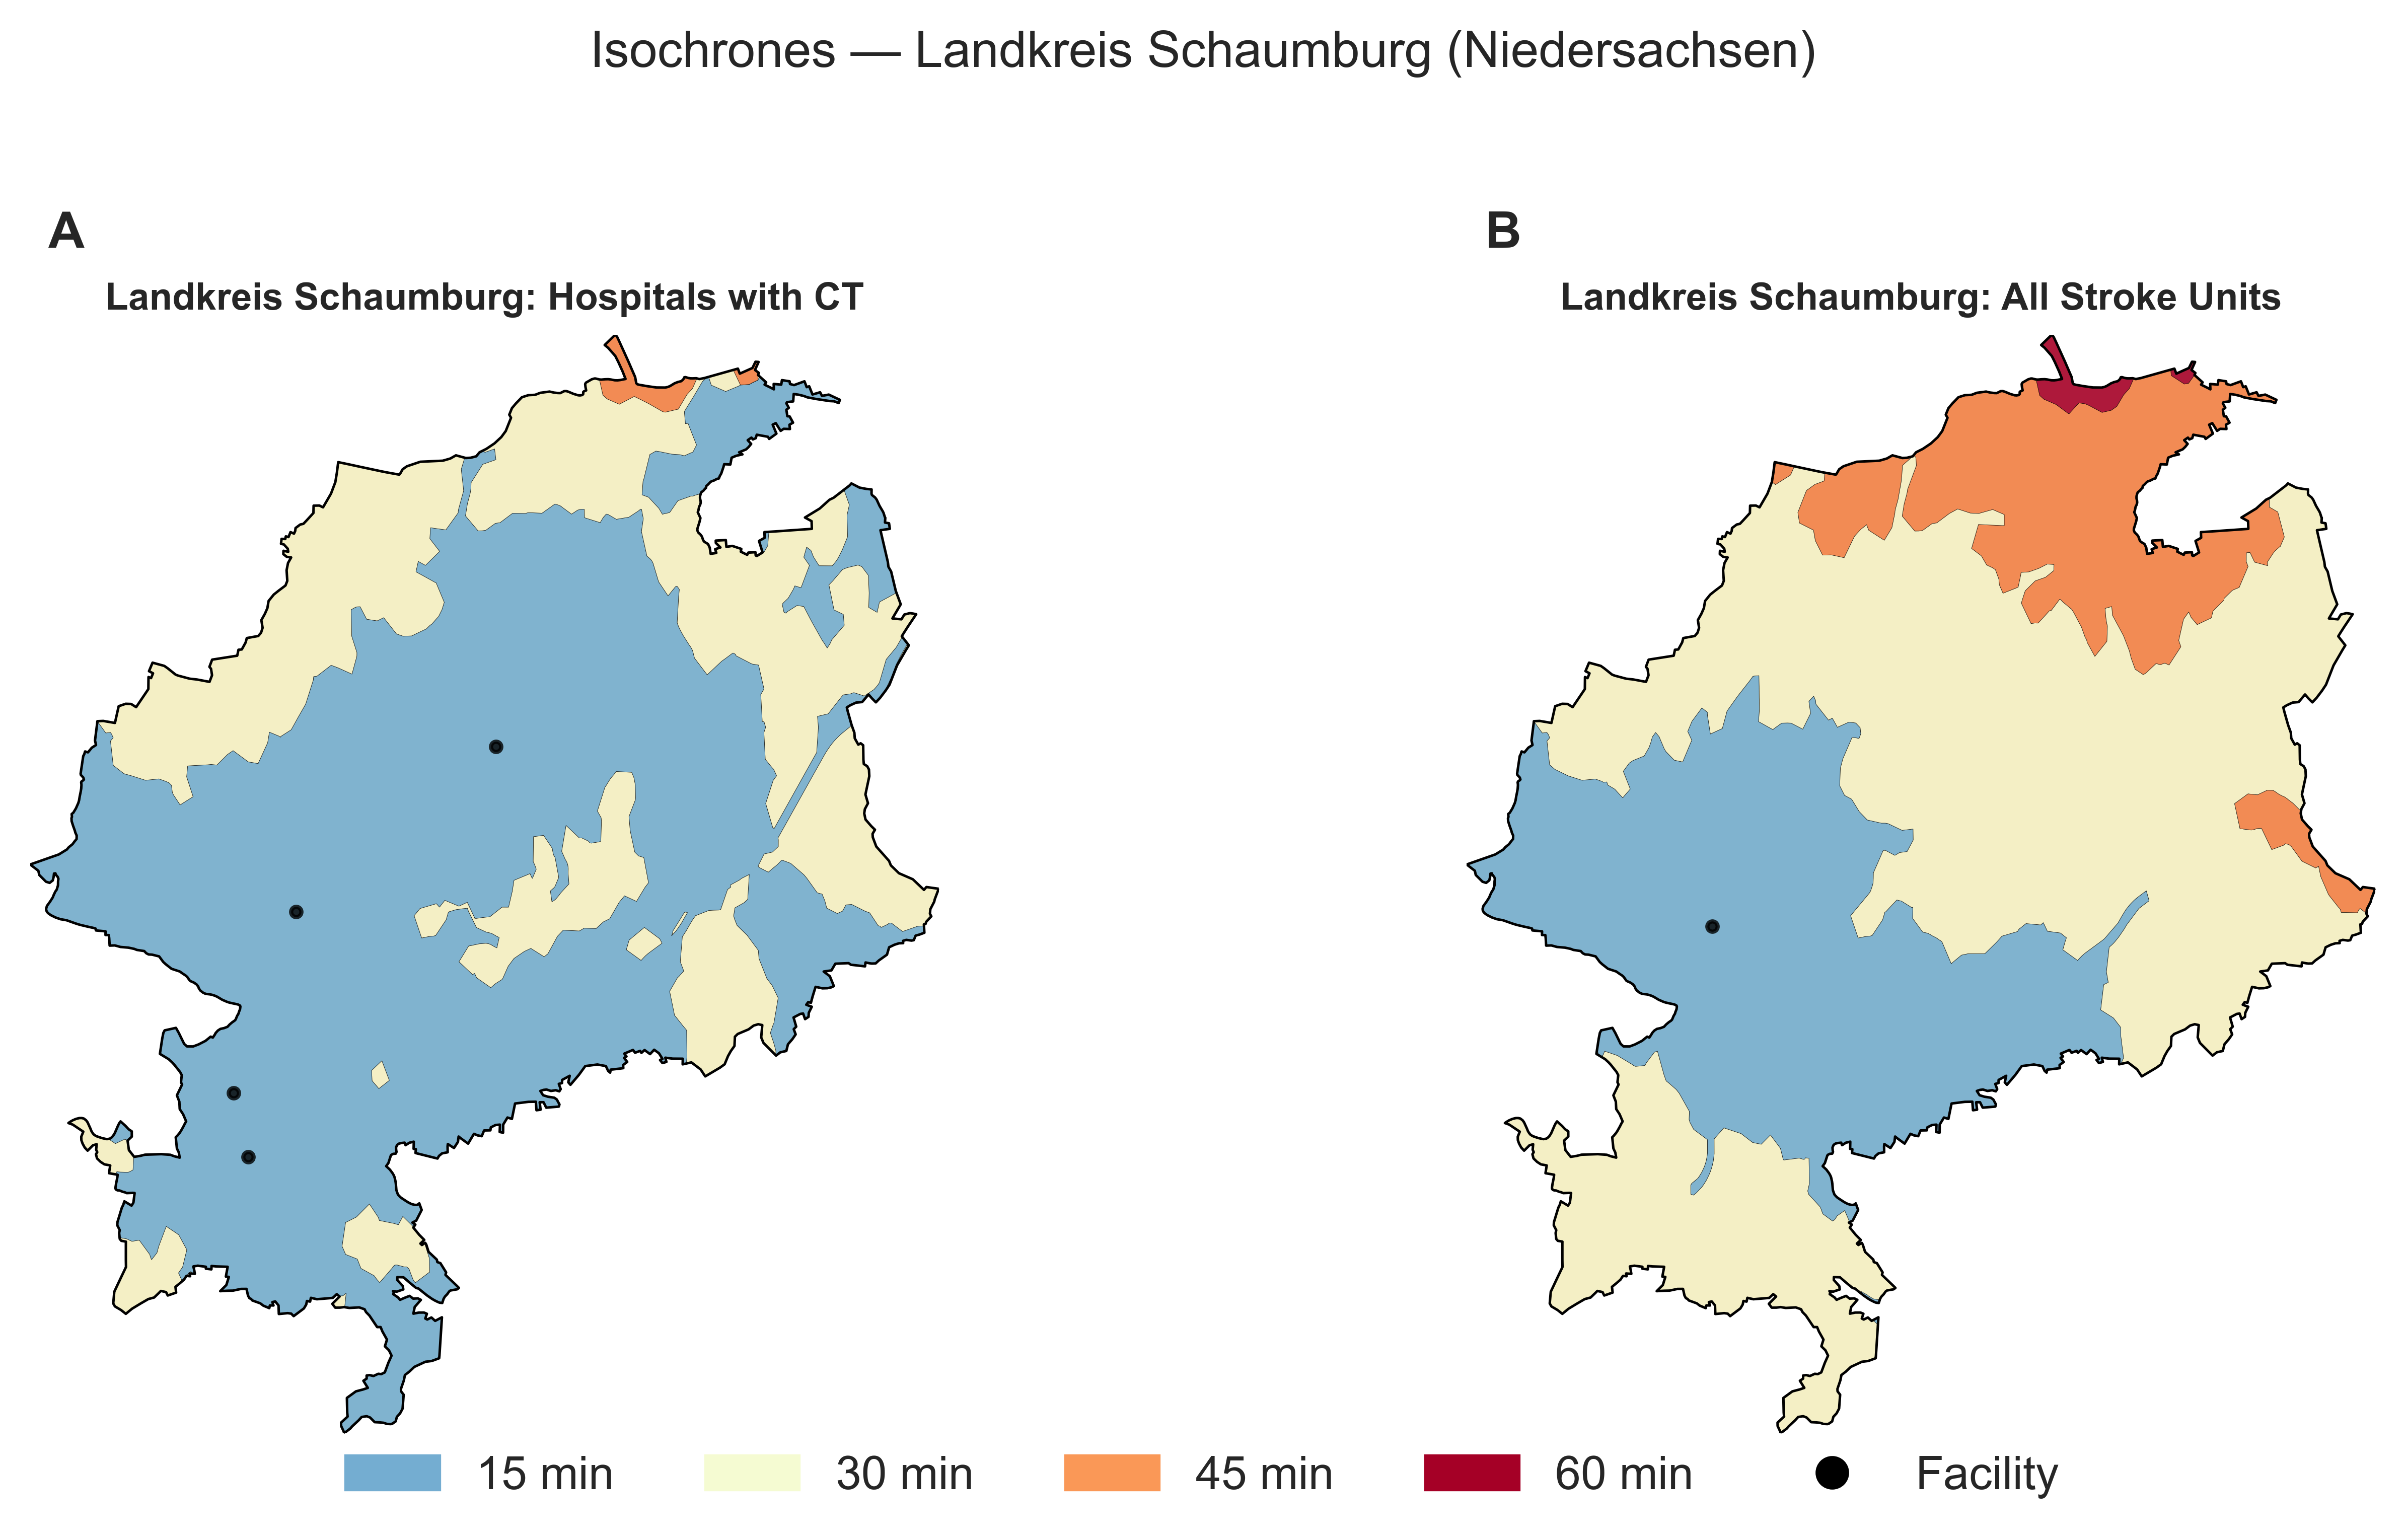 Isochrones — Landkreis Schaumburg (Niedersachsen)
A
B
Landkreis Schaumburg: Hospitals with CT
Landkreis Schaumburg: All Stroke Units
15 min
30 min
45 min
60 min
Facility